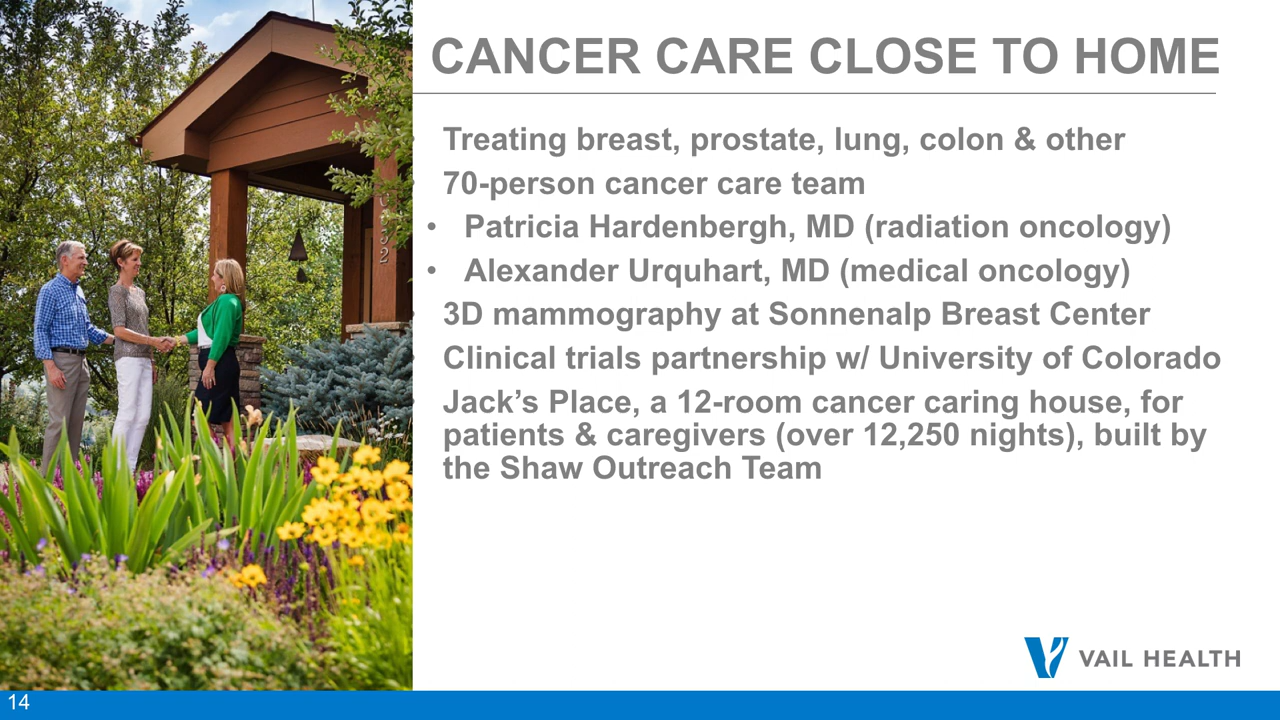 CANCER CARE CLOSE TO HOME
Treating breast, prostate, lung, colon & other
70-person cancer care team
• Patricia Hardenbergh, MD (radiation oncology)
• Alexander Urquhart, MD (medical oncology)
3D mammography at Sonnenalp Breast Center
Clinical trials partnership w/ University of Colorado
Jack’s Place, a 12-room cancer caring house, for
patients & caregivers (over 12,250 nights), built by
the Shaw Outreach Team
VAIL HEALTH
14